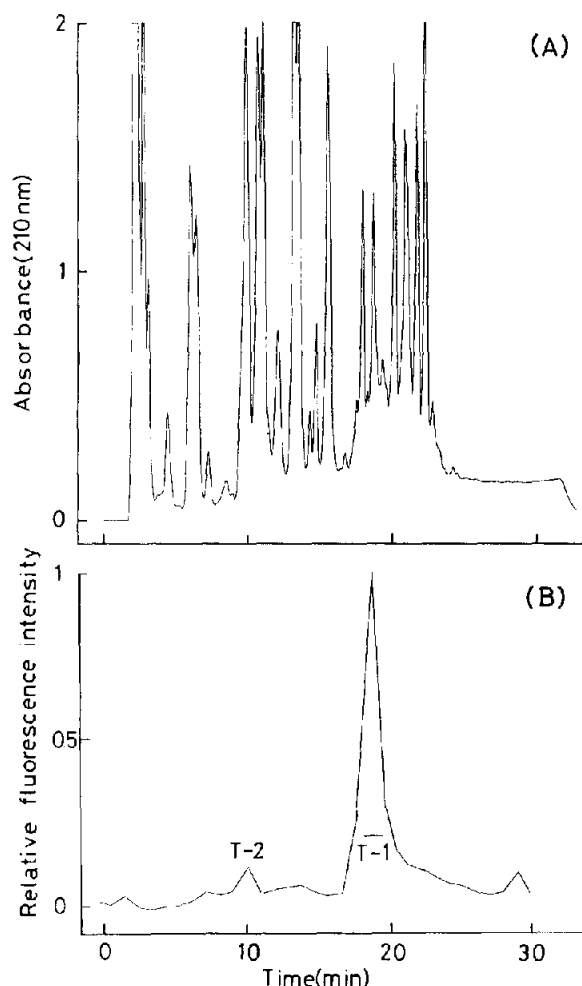 2
(A)
Absorbance(210nm)
1
0
1
(B)
Relative fluorescence intensity
05
T-2
T-1
0
0
10
20
30
Time(min)